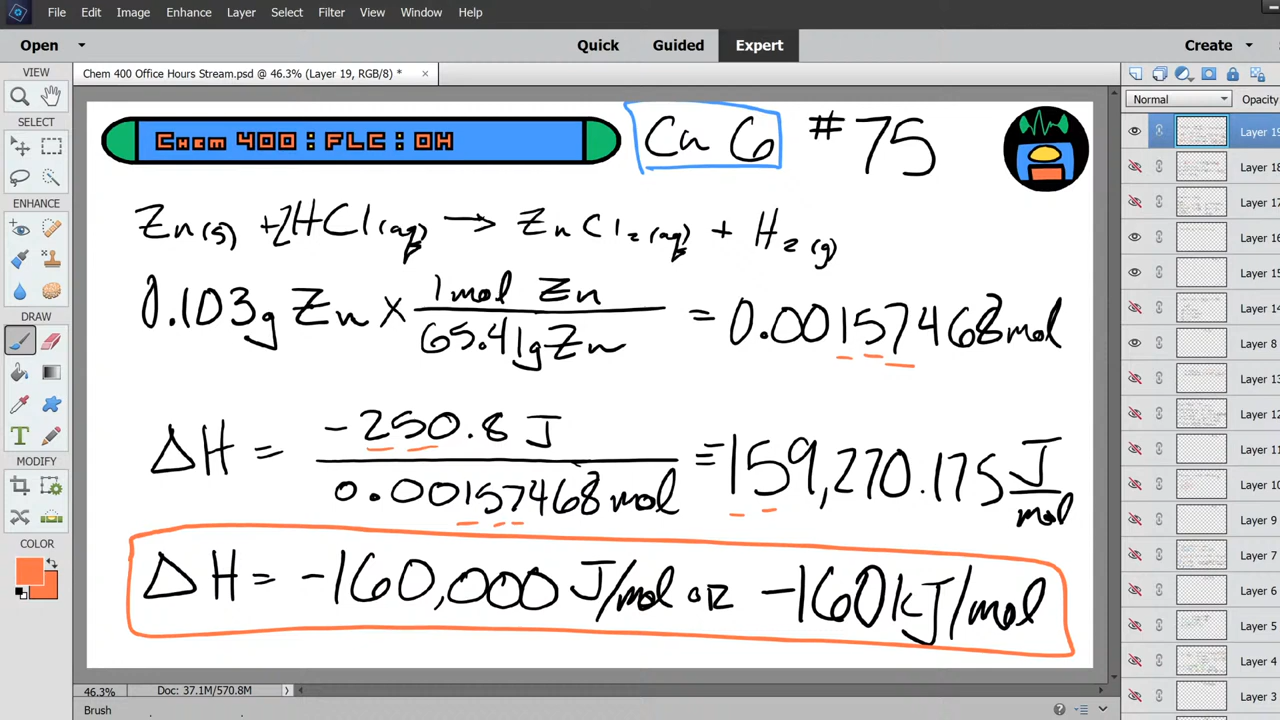 File Edit Image Enhance Layer Select Filter View Window Help
Open Quick Guided Expert Create
Chem 400 Office Hours Stream.psd @ 46.3% (Layer 19, RGB/8) * ×
VIEW
SELECT
ENHANCE
DRAW
T
MODIFY
COLOR
Chem 400:FLC:OH
Ch 6 #75
Zn(s) + 2HCl(aq) → ZnCl₂(aq) + H₂(g)
0.103g Zn × 1mol Zn / 65.41g Zn = 0.00157468 mol
ΔH = -250.8 J / 0.00157468 mol = 159,270.175 J/mol
ΔH = -160,000 J/mol OR -160 kJ/mol
Normal Opacity
Layer 19
Layer 18
Layer 17
Layer 16
Layer 15
Layer 14
Layer 8
Layer 13
Layer 12
Layer 11
Layer 10
Layer 9
Layer 7
Layer 6
Layer 5
Layer 4
Layer 3
46.3% Doc: 37.1M/570.8M
Brush